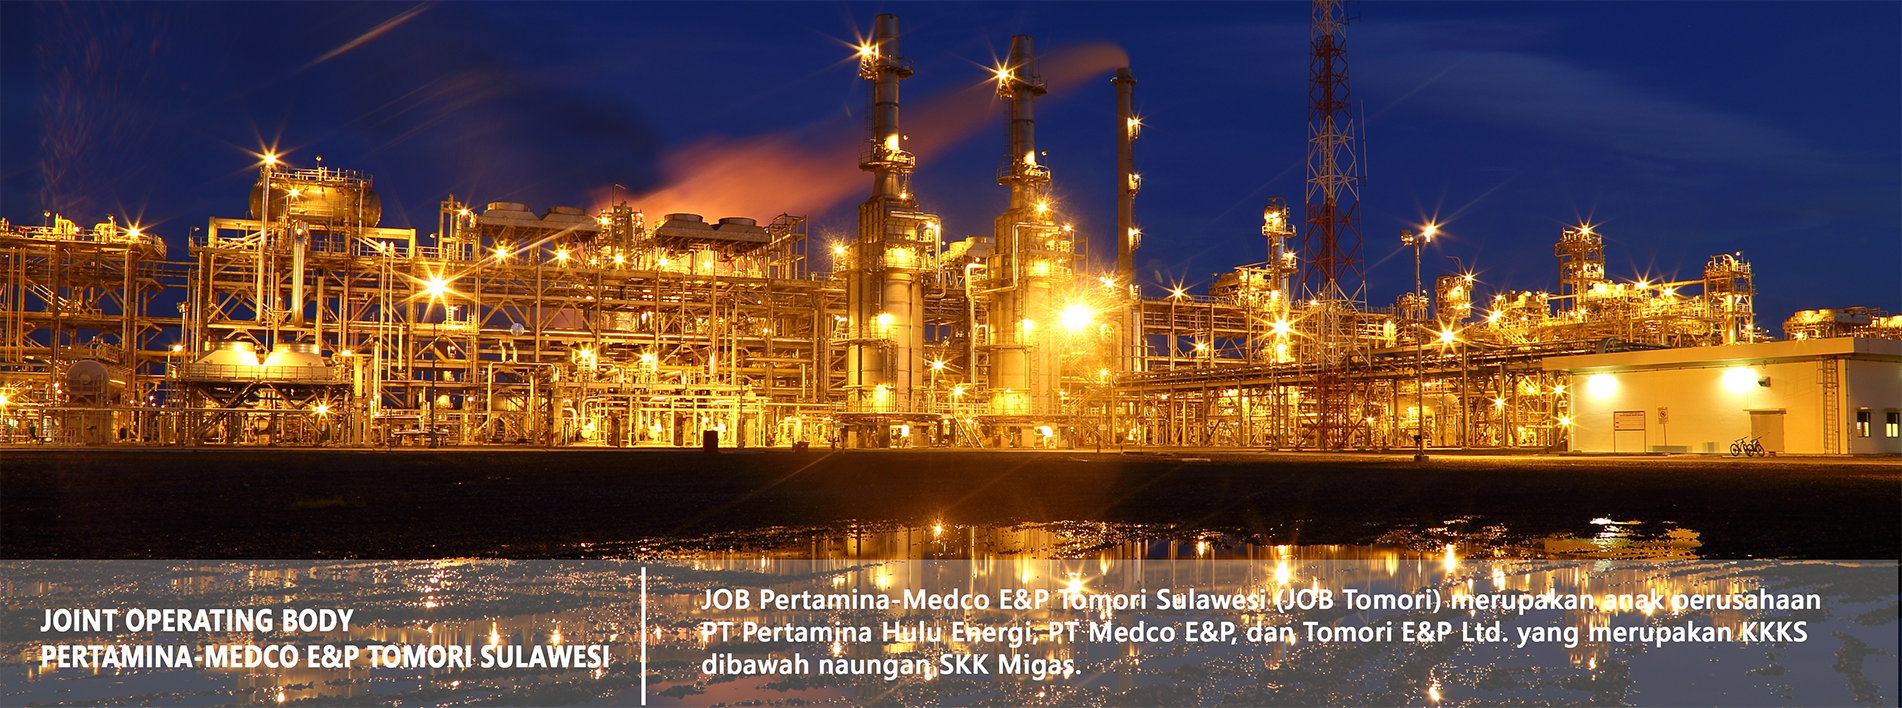 JOINT OPERATING BODY
PERTAMINA-MEDCO E&P TOMORI SULAWESI
JOB Pertamina-Medco E&P Tomori Sulawesi (JOB Tomori) merupakan anak perusahaan
PT Pertamina Hulu Energi, PT Medco E&P, dan Tomori E&P Ltd. yang merupakan KKKS
dibawah naungan SKK Migas.